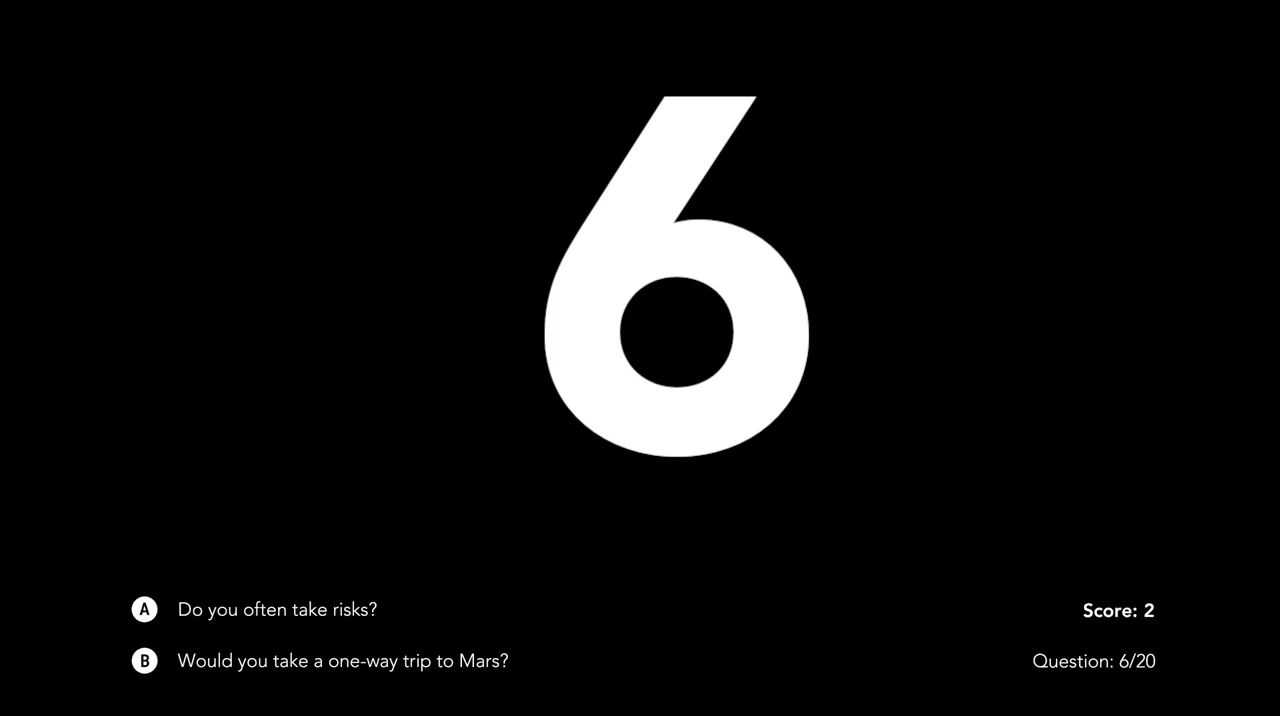 6
A Do you often take risks?
Score: 2
B Would you take a one-way trip to Mars?
Question: 6/20